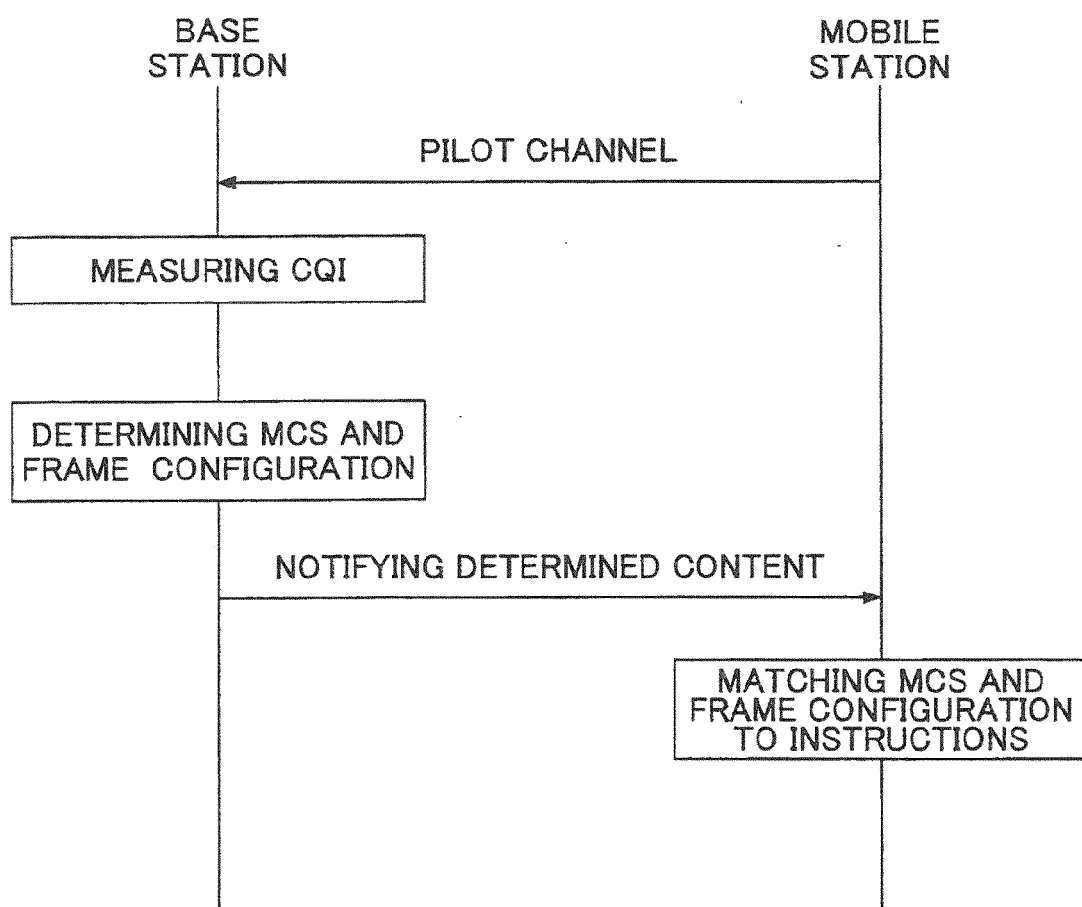 BASE
STATION
MOBILE
STATION
PILOT CHANNEL
MEASURING CQI
DETERMINING MCS AND
FRAME CONFIGURATION
NOTIFYING DETERMINED CONTENT
MATCHING MCS AND
FRAME CONFIGURATION
TO INSTRUCTIONS